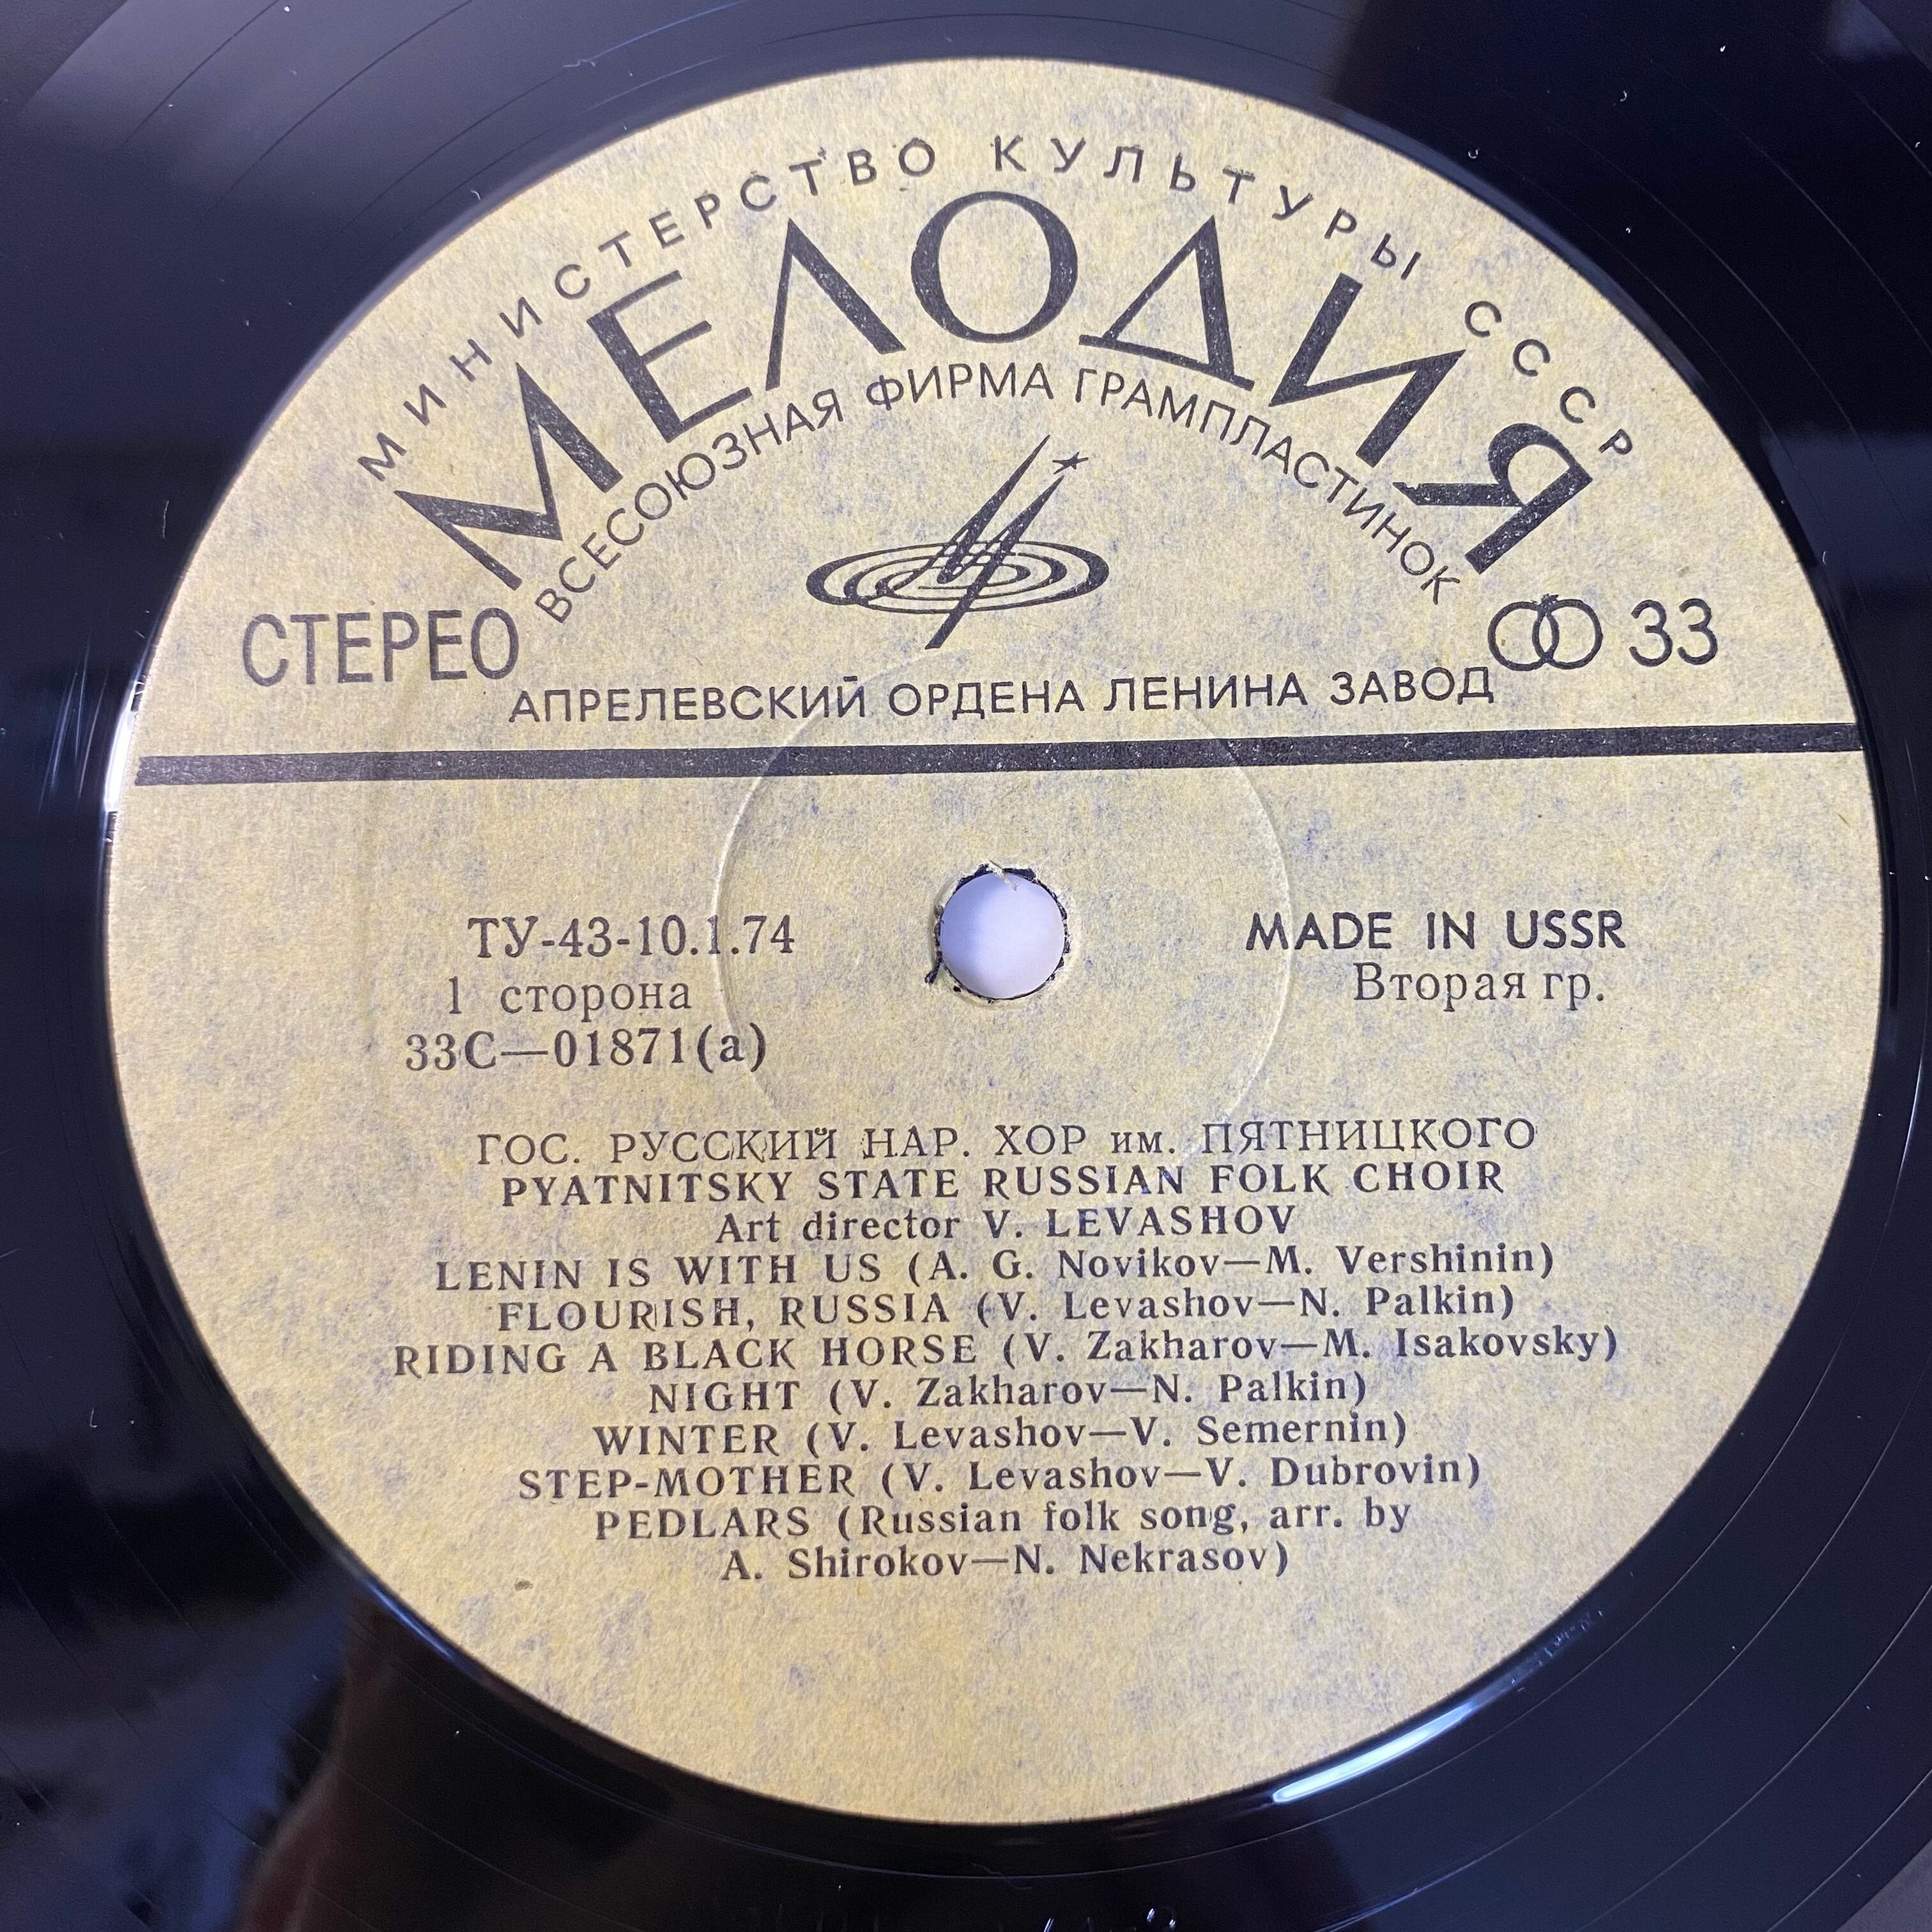 МИНИСТЕРСТВО КУЛЬТУРЫ СССР
МЕЛОДИЯ
ВСЕСОЮЗНАЯ ФИРМА ГРАМПЛАСТИНОК
СТЕРЕО
33
АПРЕЛЕВСКИЙ ОРДЕНА ЛЕНИНА ЗАВОД
ТУ-43-10.1.74
1 сторона
33С—01871(а)
MADE IN USSR
Вторая гр.
ГОС. РУССКИЙ НАР. ХОР им. ПЯТНИЦКОГО
PYATNITSKY STATE RUSSIAN FOLK CHOIR
Art director V. LEVASHOV
LENIN IS WITH US (A. G. Novikov—M. Vershinin)
FLOURISH, RUSSIA (V. Levashov—N. Palkin)
RIDING A BLACK HORSE (V. Zakharov—M. Isakovsky)
NIGHT (V. Zakharov—N. Palkin)
WINTER (V. Levashov—V. Semernin)
STEP-MOTHER (V. Levashov—V. Dubrovin)
PEDLARS (Russian folk song, arr. by
A. Shirokov—N. Nekrasov)